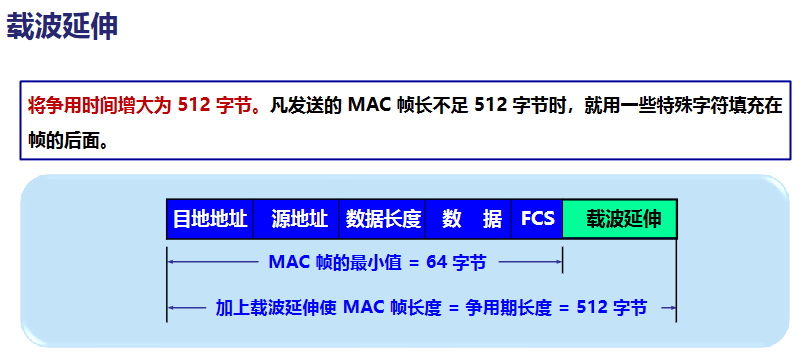 载波延伸
将争用时间增大为 512 字节。凡发送的 MAC 帧长不足 512 字节时，就用一些特殊字符填充在
帧的后面。
目地地址 源地址 数据长度 数 据 FCS 载波延伸
MAC 帧的最小值 = 64 字节
加上载波延伸使 MAC 帧长度 = 争用期长度 = 512 字节